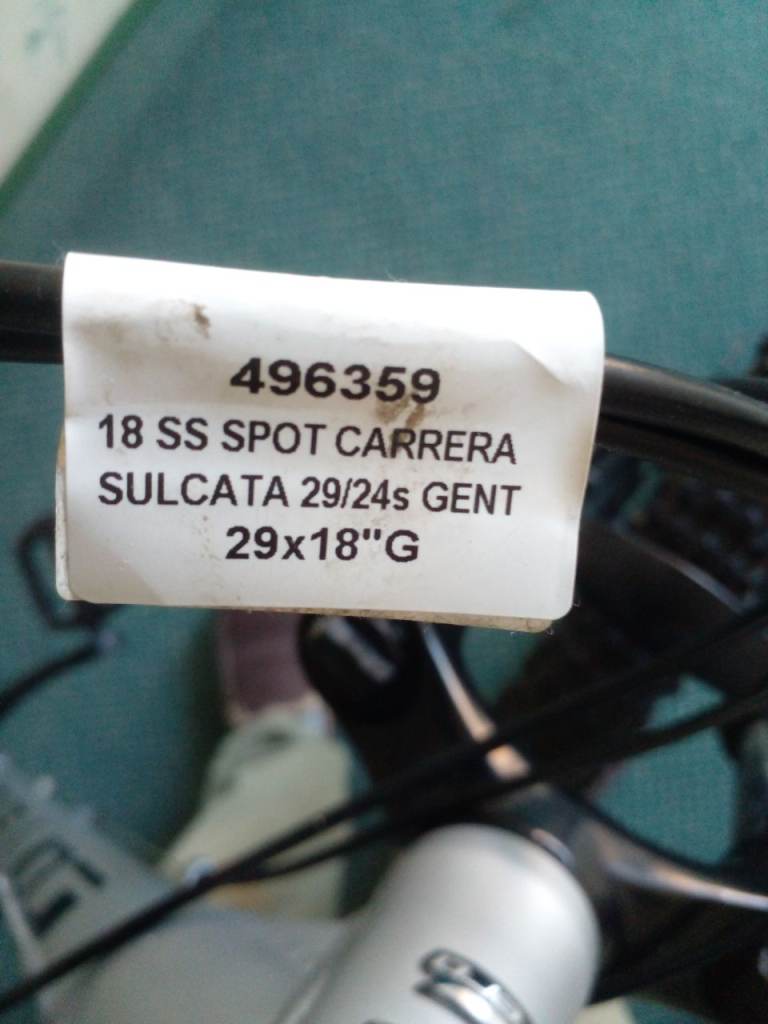 496359
18 SS SPOT CARRERA
SULCATA 29/24s GENT
29x18"G